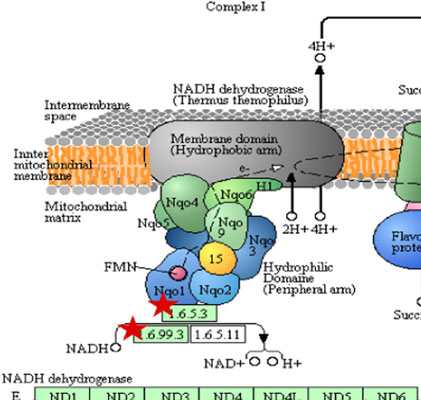 Complex I
4H+
NADH dehydrogenase
(Thermus themophilus)
Succ
Intermembrane
space
Membrane domain
(Hydrophobic arm)
Innter
mitochondrial
membrane
e-
H1
Nqo6
Nqo4
Mitochondrial
matrix
Nqo5
Nqo
9
2H+ 4H+
Nqo
3
Flavo
prote
15
FMN
Hydrophilic
Domaine
(Peripheral arm)
Nqo1
Nqo2
1.6.5.3
Succi
1.6.99.3
1.6.5.11
NADH
NAD+
H+
NADH dehydrogenase
E
ND1
ND2
ND3
ND4
ND4L
ND5
ND6